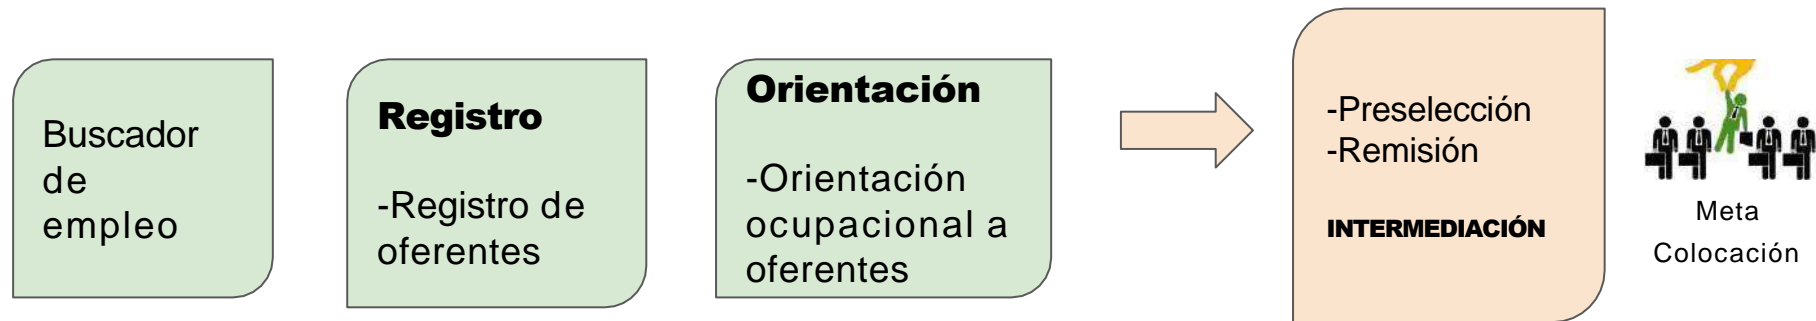 Buscador
de
empleo
Registro
-Registro de
oferentes
Orientación
-Orientación
ocupacional a
oferentes
-Preselección
-Remisión
INTERMEDIACIÓN
Meta
Colocación